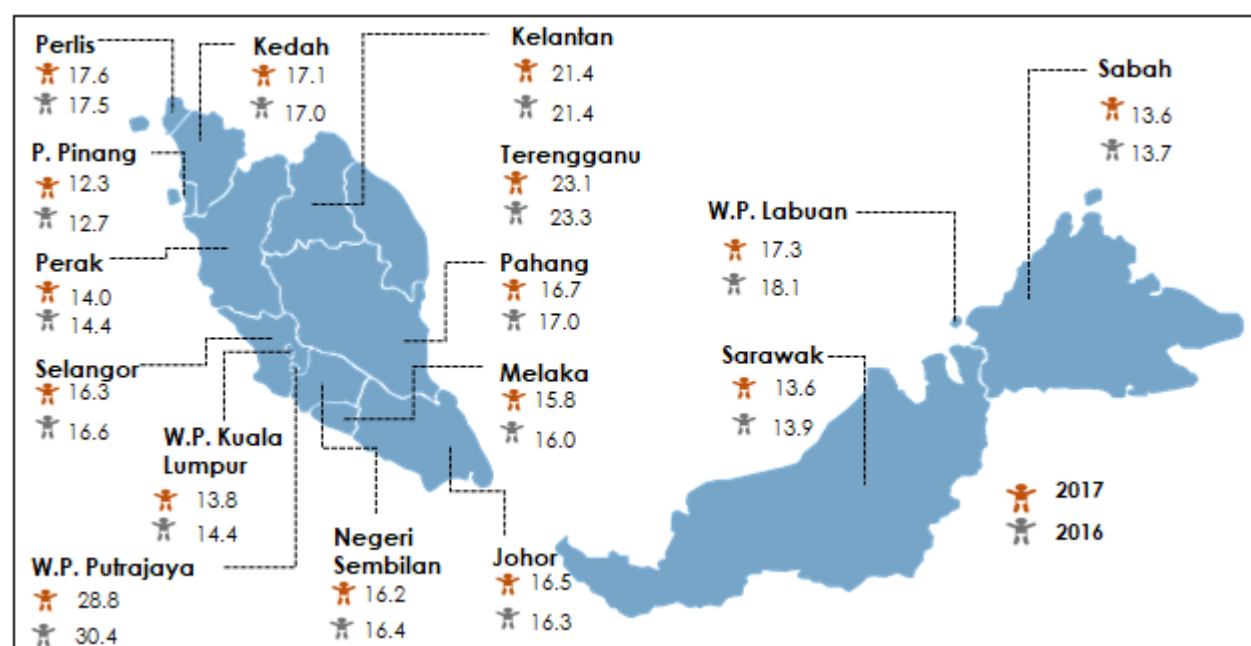 Perlis
17.6
17.5
Kedah
17.1
17.0
Kelantan
21.4
21.4
Sabah
13.6
13.7
P. Pinang
12.3
12.7
Terengganu
23.1
23.3
W.P. Labuan
17.3
18.1
Perak
14.0
14.4
Pahang
16.7
17.0
Selangor
16.3
16.6
Melaka
15.8
16.0
Sarawak
13.6
13.9
W.P. Kuala
Lumpur
13.8
14.4
2017
2016
W.P. Putrajaya
28.8
30.4
Negeri
Sembilan
16.2
16.4
Johor
16.5
16.3